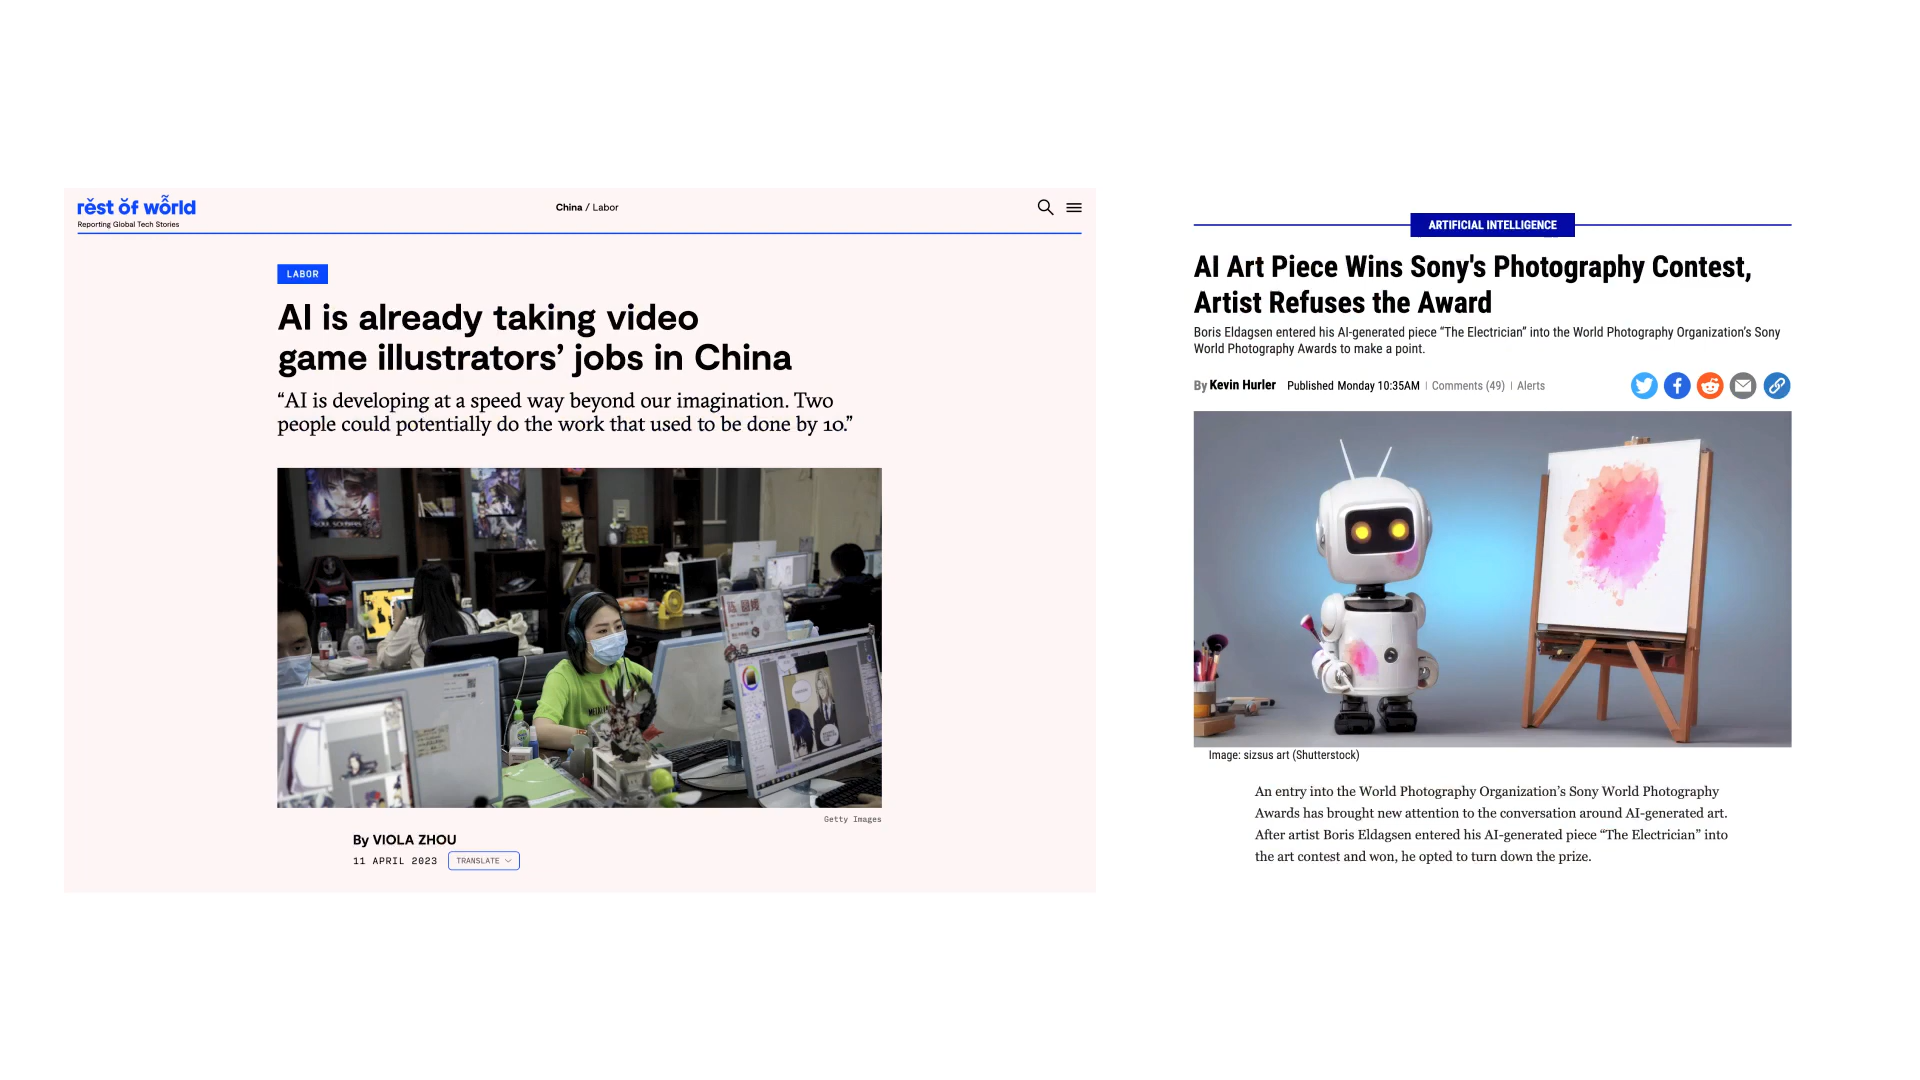 rěst ǒf wo᷈rld
Reporting Global Tech Stories
China / Labor
LABOR
AI is already taking video
game illustrators’ jobs in China
“AI is developing at a speed way beyond our imagination. Two
people could potentially do the work that used to be done by 10.”
Getty Images
By VIOLA ZHOU
11 APRIL 2023
TRANSLATE
ARTIFICIAL INTELLIGENCE
AI Art Piece Wins Sony's Photography Contest,
Artist Refuses the Award
Boris Eldagsen entered his AI-generated piece “The Electrician” into the World Photography Organization’s Sony
World Photography Awards to make a point.
By Kevin Hurler Published Monday 10:35AM | Comments (49) | Alerts
Image: sizsus art (Shutterstock)
An entry into the World Photography Organization’s Sony World Photography
Awards has brought new attention to the conversation around AI-generated art.
After artist Boris Eldagsen entered his AI-generated piece “The Electrician” into
the art contest and won, he opted to turn down the prize.